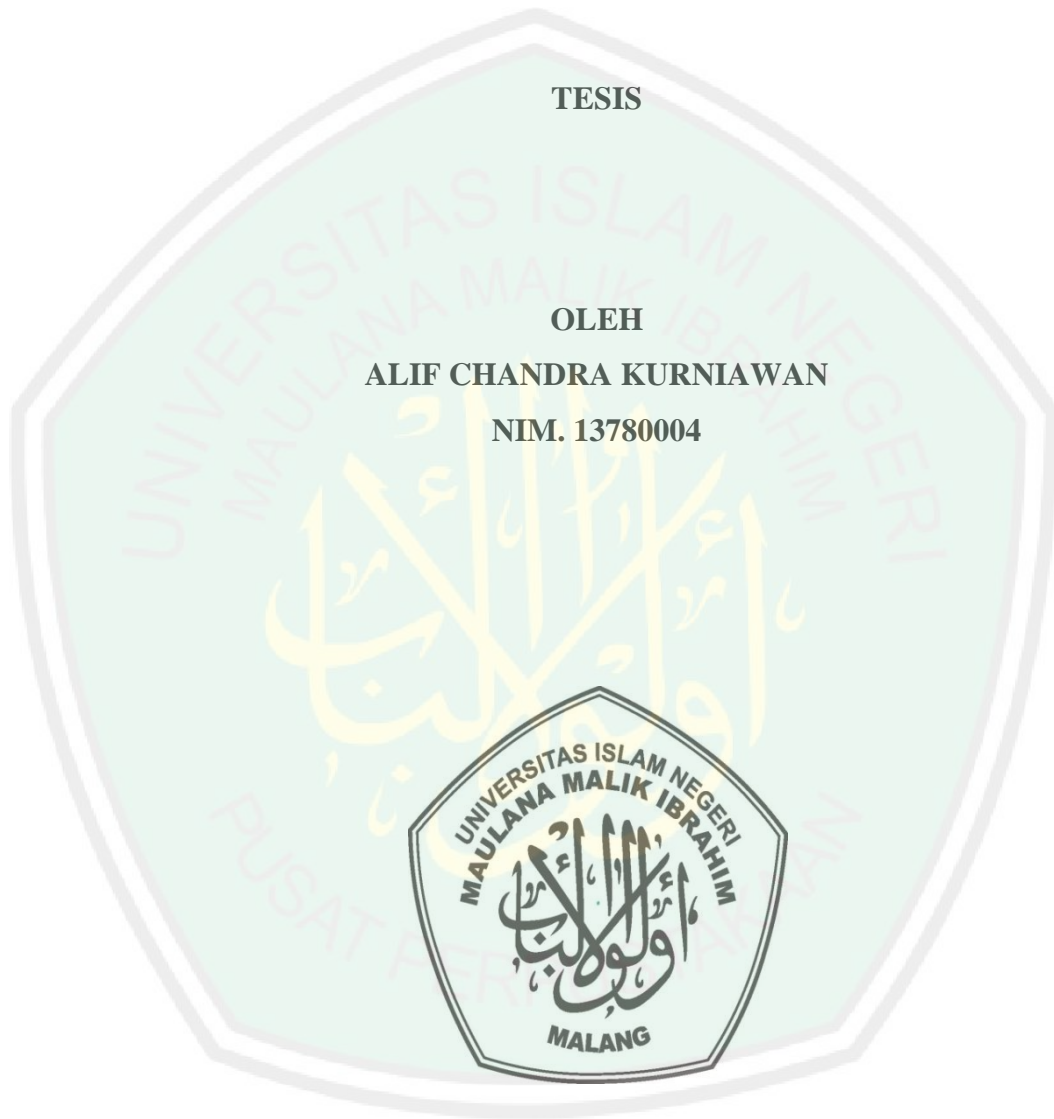 TESIS
OLEH
ALIF CHANDRA KURNIAWAN
NIM. 13780004
UNIVERSITAS ISLAM NEGERI
MAULANA MALIK IBRAHIM
PUSAT PERPUSTAKAAN
UNIVERSITAS ISLAM NEGERI
MAULANA MALIK IBRAHIM
أولوا الألباب
MALANG